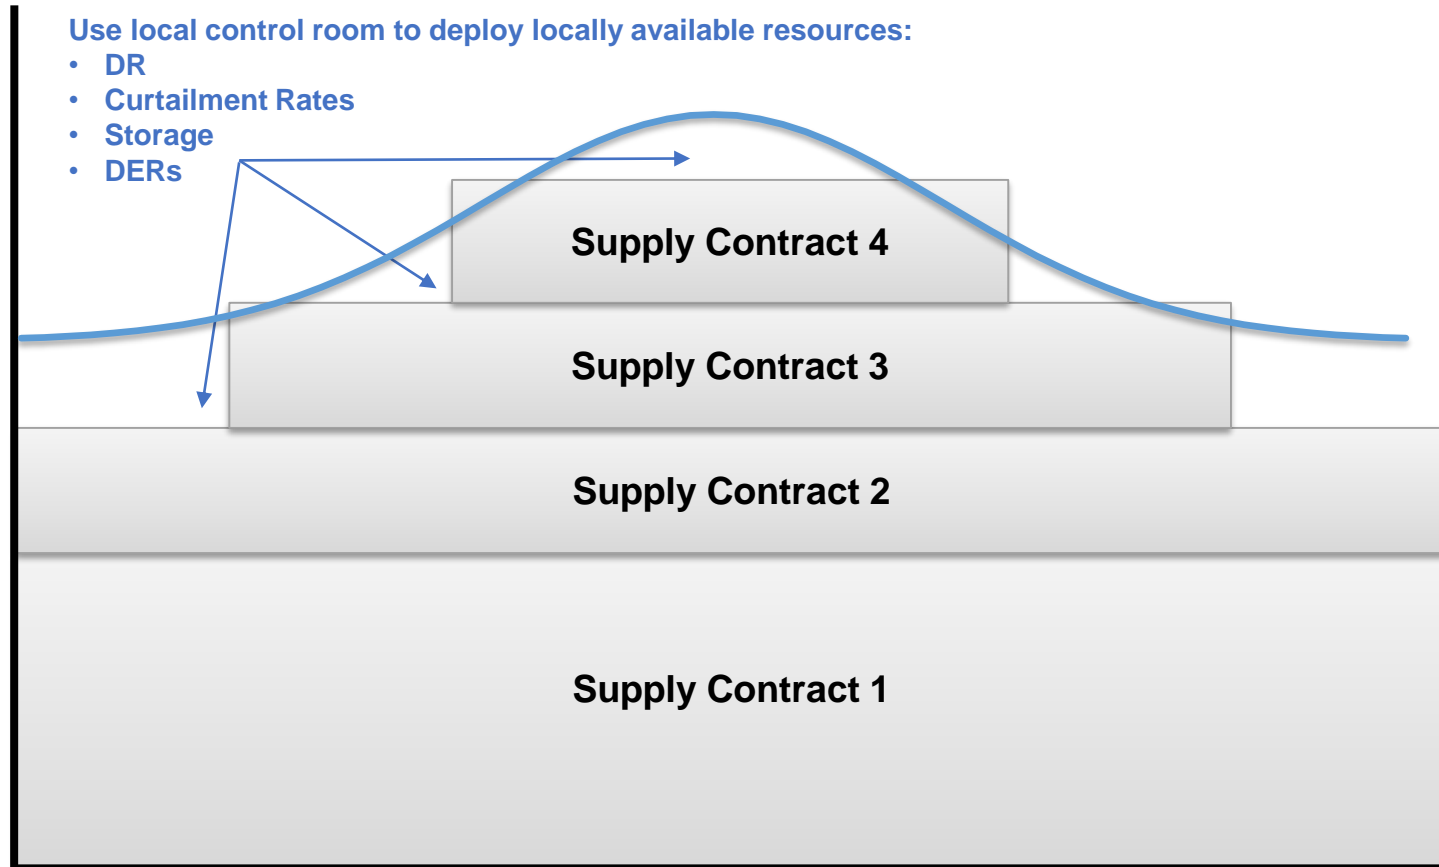 Use local control room to deploy locally available resources:
• DR
• Curtailment Rates
• Storage
• DERs
Supply Contract 4
Supply Contract 3
Supply Contract 2
Supply Contract 1